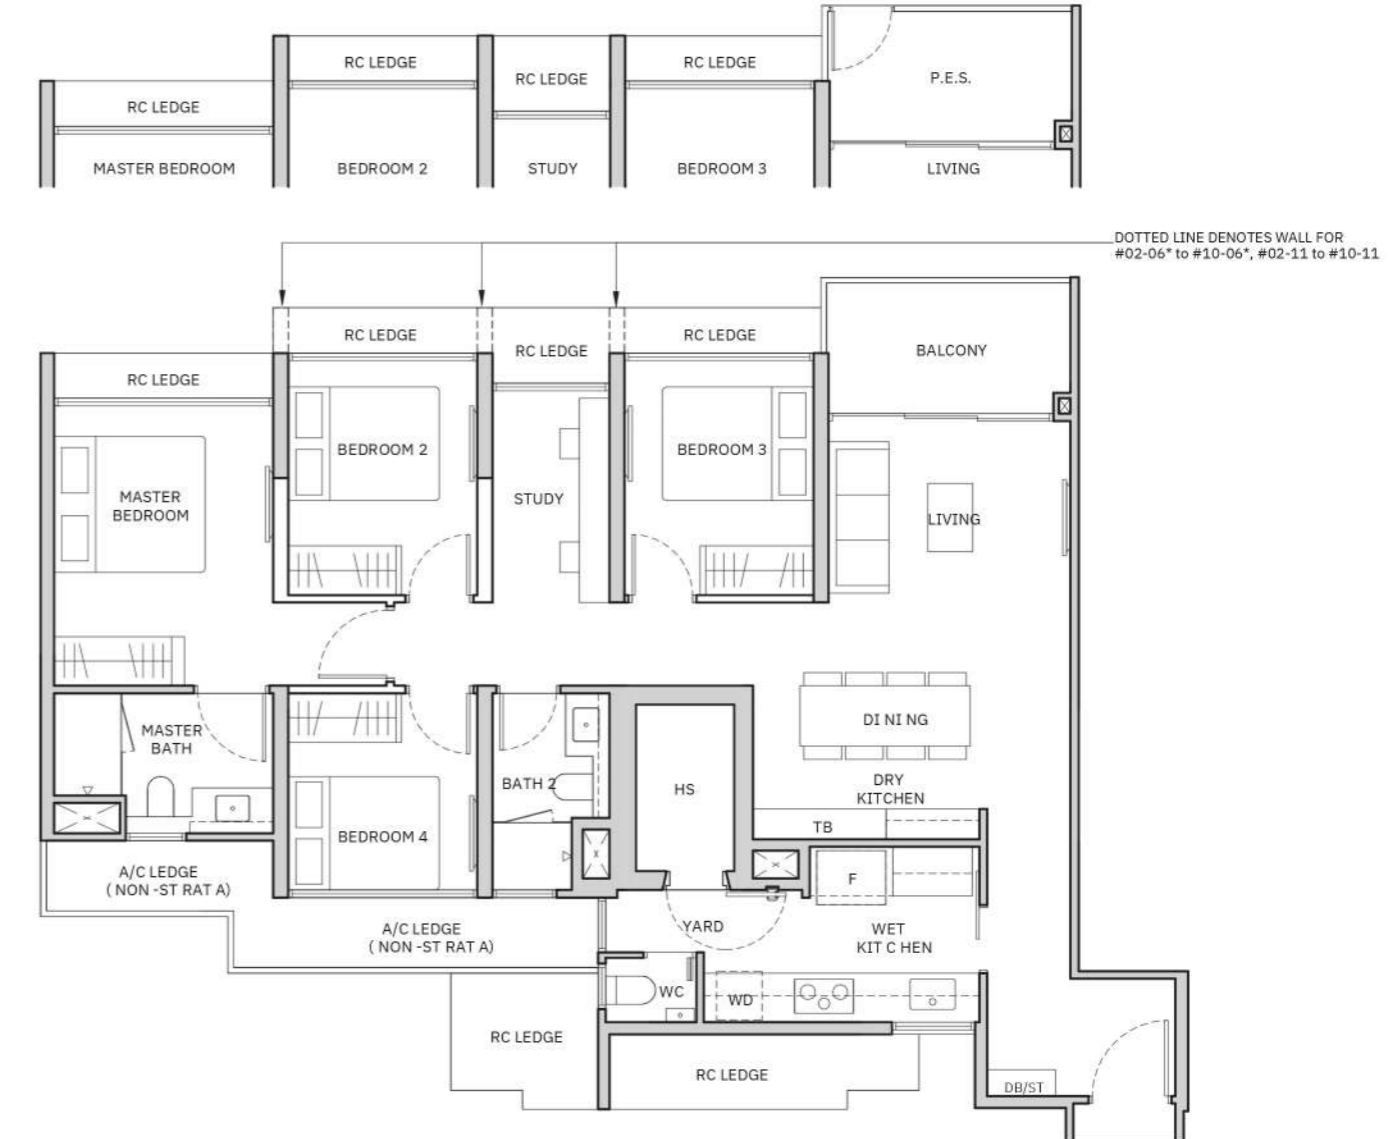 RC LEDGE
RC LEDGE
RC LEDGE
RC LEDGE
P.E.S.
MASTER BEDROOM
BEDROOM 2
STUDY
BEDROOM 3
LIVING
DOTTED LINE DENOTES WALL FOR
#02-06* to #10-06*, #02-11 to #10-11
RC LEDGE
RC LEDGE
RC LEDGE
RC LEDGE
BALCONY
BEDROOM 2
BEDROOM 3
MASTER
BEDROOM
STUDY
LIVING
MASTER
BATH
DI NI NG
BATH 2
HS
DRY
KITCHEN
BEDROOM 4
TB
A/C LEDGE
( NON -ST RAT A)
F
A/C LEDGE
( NON -ST RAT A)
YARD
WET
KIT C HEN
WC
WD
RC LEDGE
RC LEDGE
DB/ST